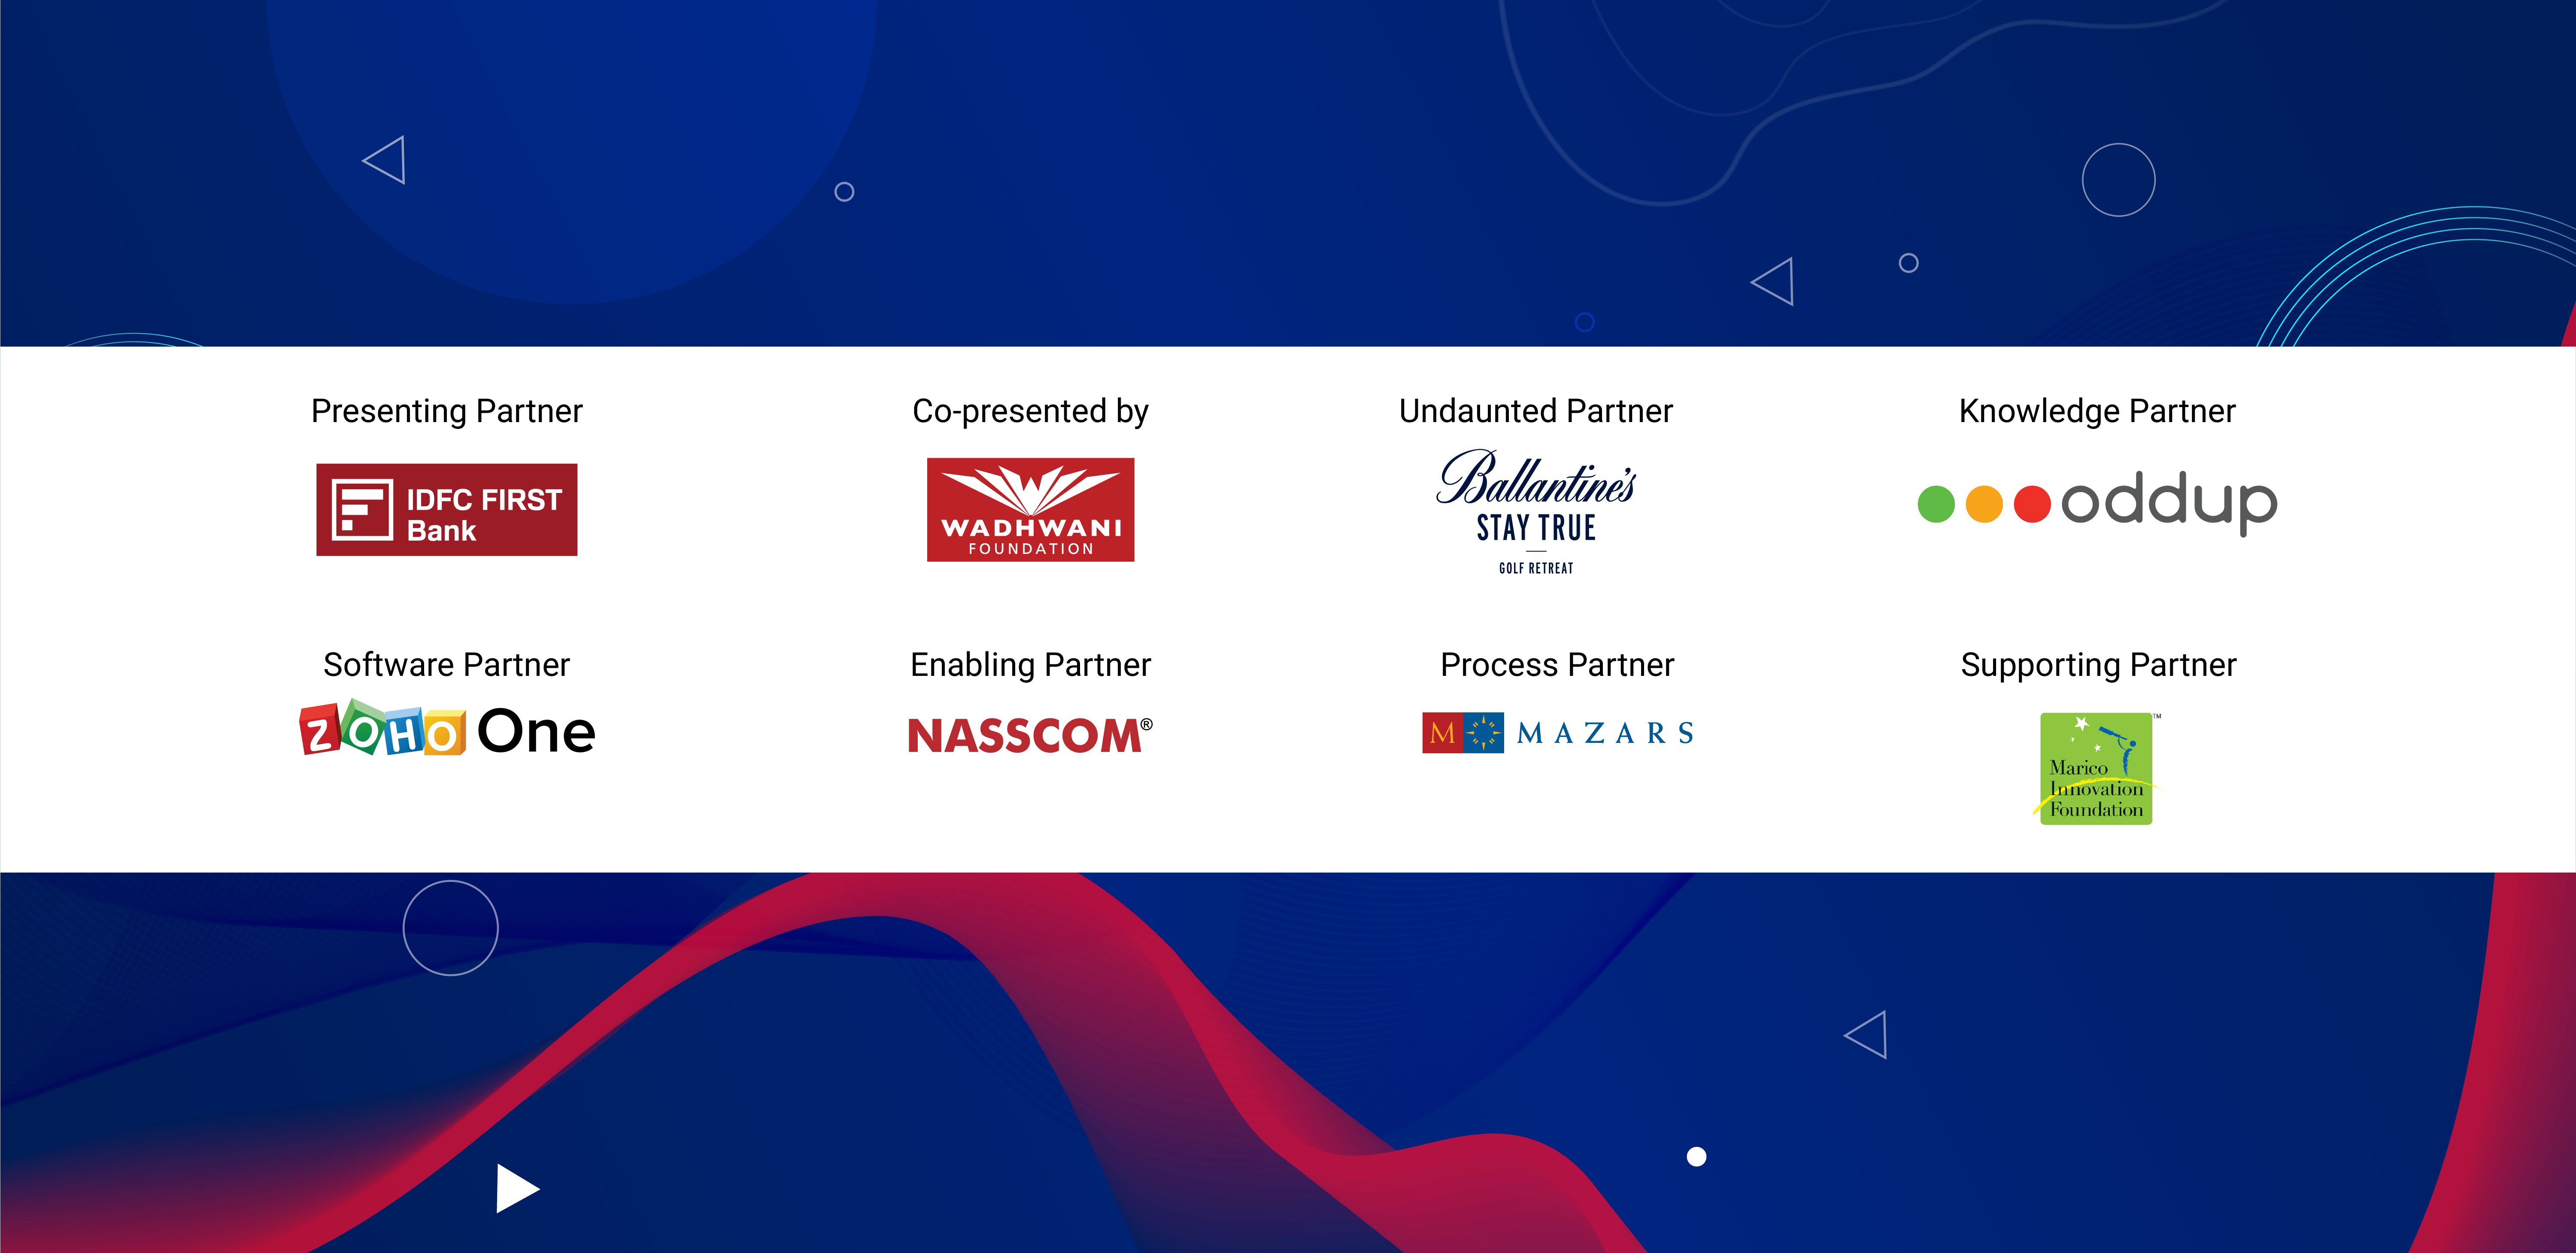 Presenting Partner
IDFC FIRST
Bank
Co-presented by
WADHWANI
FOUNDATION
Undaunted Partner
Ballantine's
STAY TRUE
GOLF RETREAT
Knowledge Partner
oddup
Software Partner
ZOHO One
Enabling Partner
NASSCOM®
Process Partner
M MAZARS
Supporting Partner
Marico
Innovation
Foundation
TM